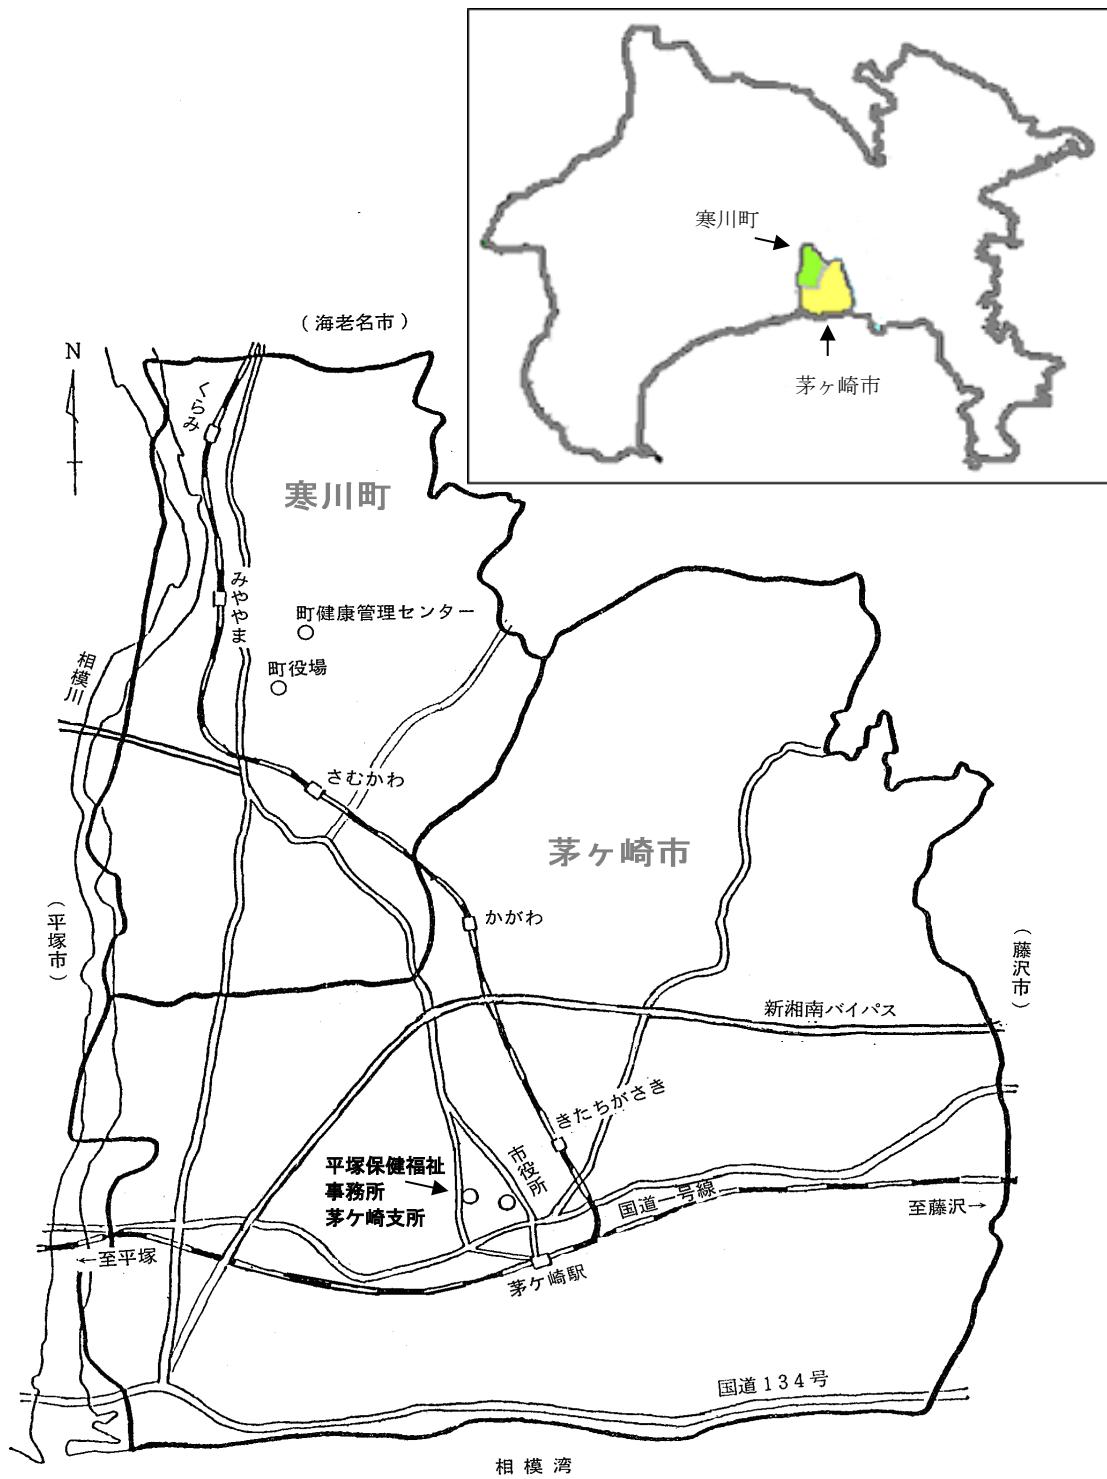 寒川町
茅ヶ崎市
（海老名市）
N
くらみ
寒川町
みややま
町健康管理センター
町役場
相模川
さむかわ
茅ヶ崎市
かがわ
（平塚市）
（藤沢市）
新湘南バイパス
きたちがさき
市役所
平塚保健福祉
事務所
茅ケ崎支所
国道一号線
至藤沢→
←至平塚
茅ケ崎駅
国道134号
相模湾